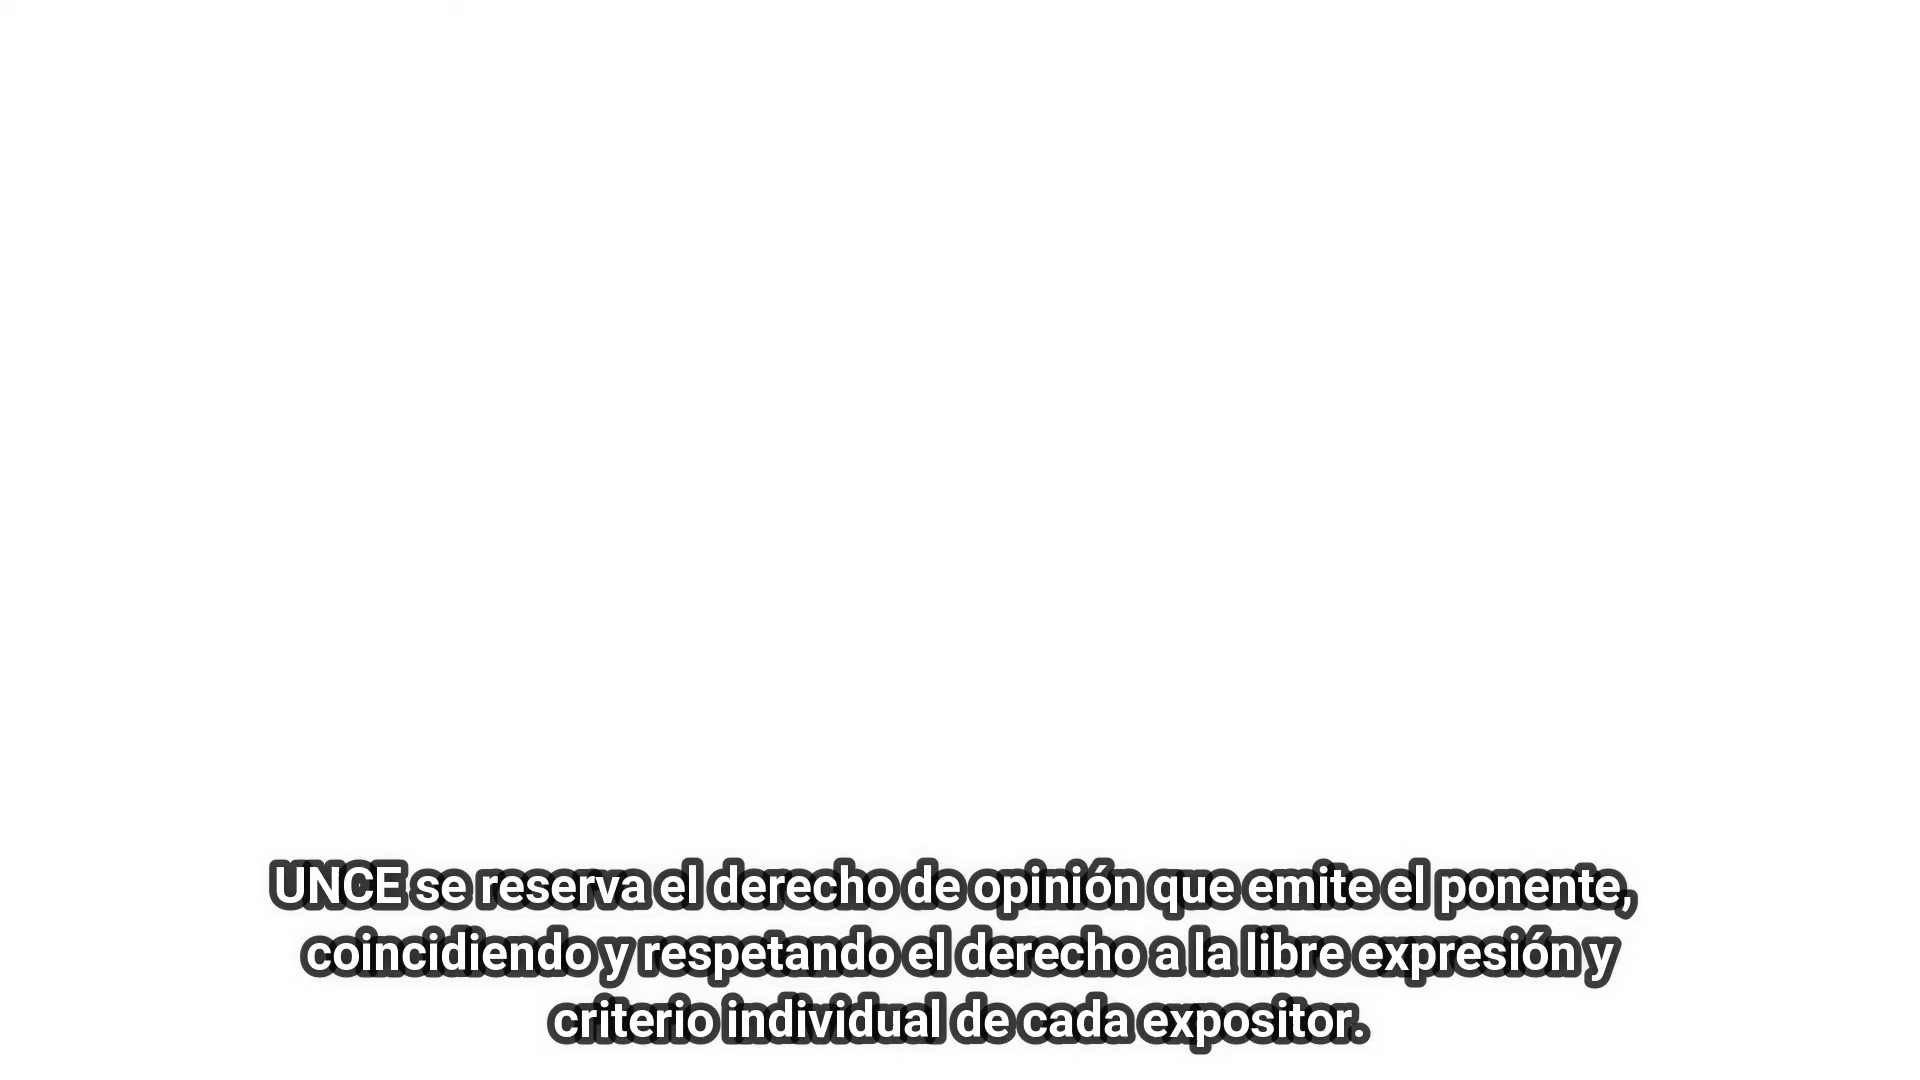 UNCE se reserva el derecho de opinión que emite el ponente,
coincidiendo y respetando el derecho a la libre expresión y
criterio individual de cada expositor.